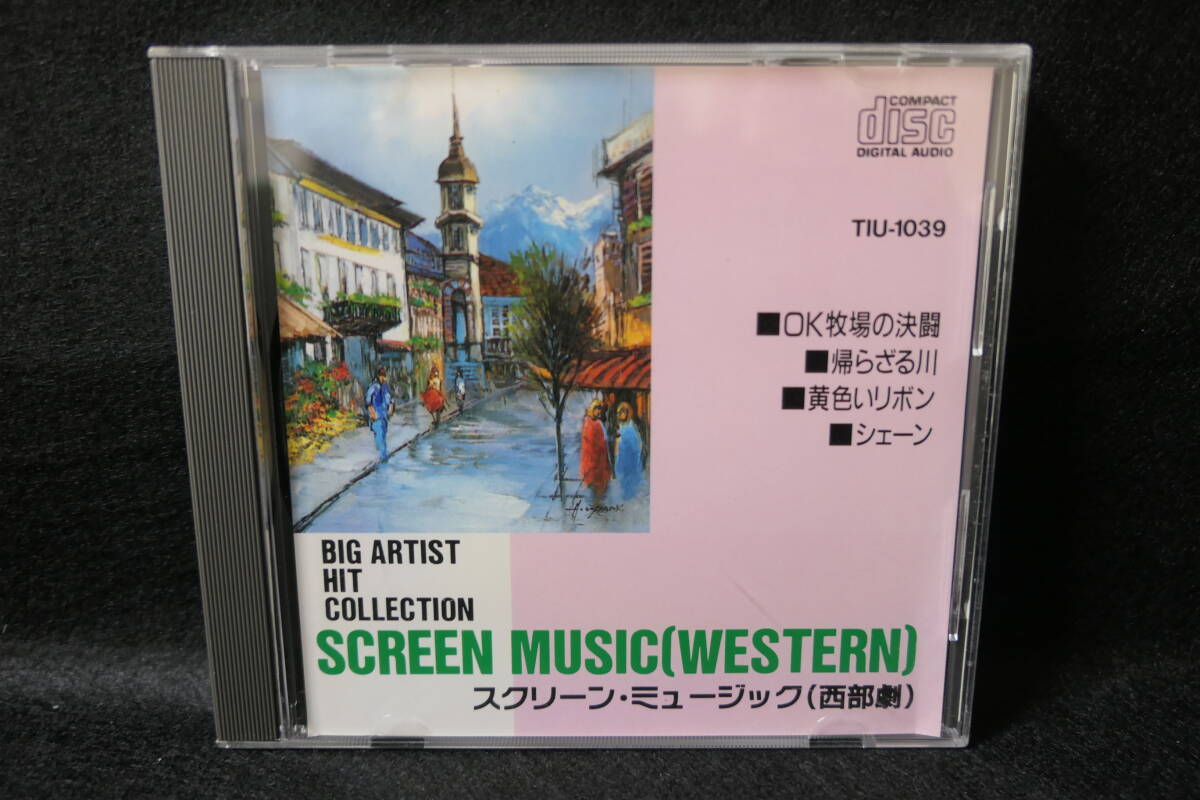 COMPACT
disc
DIGITAL AUDIO
TIU-1039
■OK牧場の決闘
■帰らざる川
■黄色いリボン
■シェーン
BIG ARTIST
HIT
COLLECTION
SCREEN MUSIC(WESTERN)
スクリーン・ミュージック(西部劇)